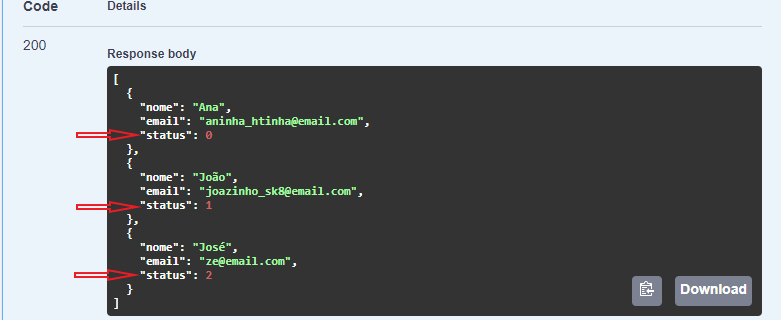 Code Details
200
Response body
[
  {
    "nome": "Ana",
    "email": "aninha_htinha@email.com",
    "status": 0
  },
  {
    "nome": "João",
    "email": "joazinho_sk8@email.com",
    "status": 1
  },
  {
    "nome": "José",
    "email": "ze@email.com",
    "status": 2
  }
]
Download